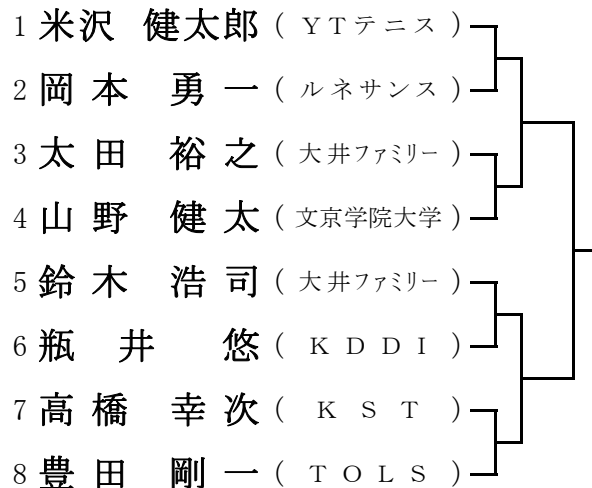 1 米沢 健太郎 ( YTテニス )
2 岡本 勇一 ( ルネサンス )
3 太田 裕之 ( 大井ファミリー )
4 山野 健太 ( 文京学院大学 )
5 鈴木 浩司 ( 大井ファミリー )
6 瓶井 悠 ( KDDI )
7 高橋 幸次 ( KST )
8 豊田 剛一 ( TOLS )